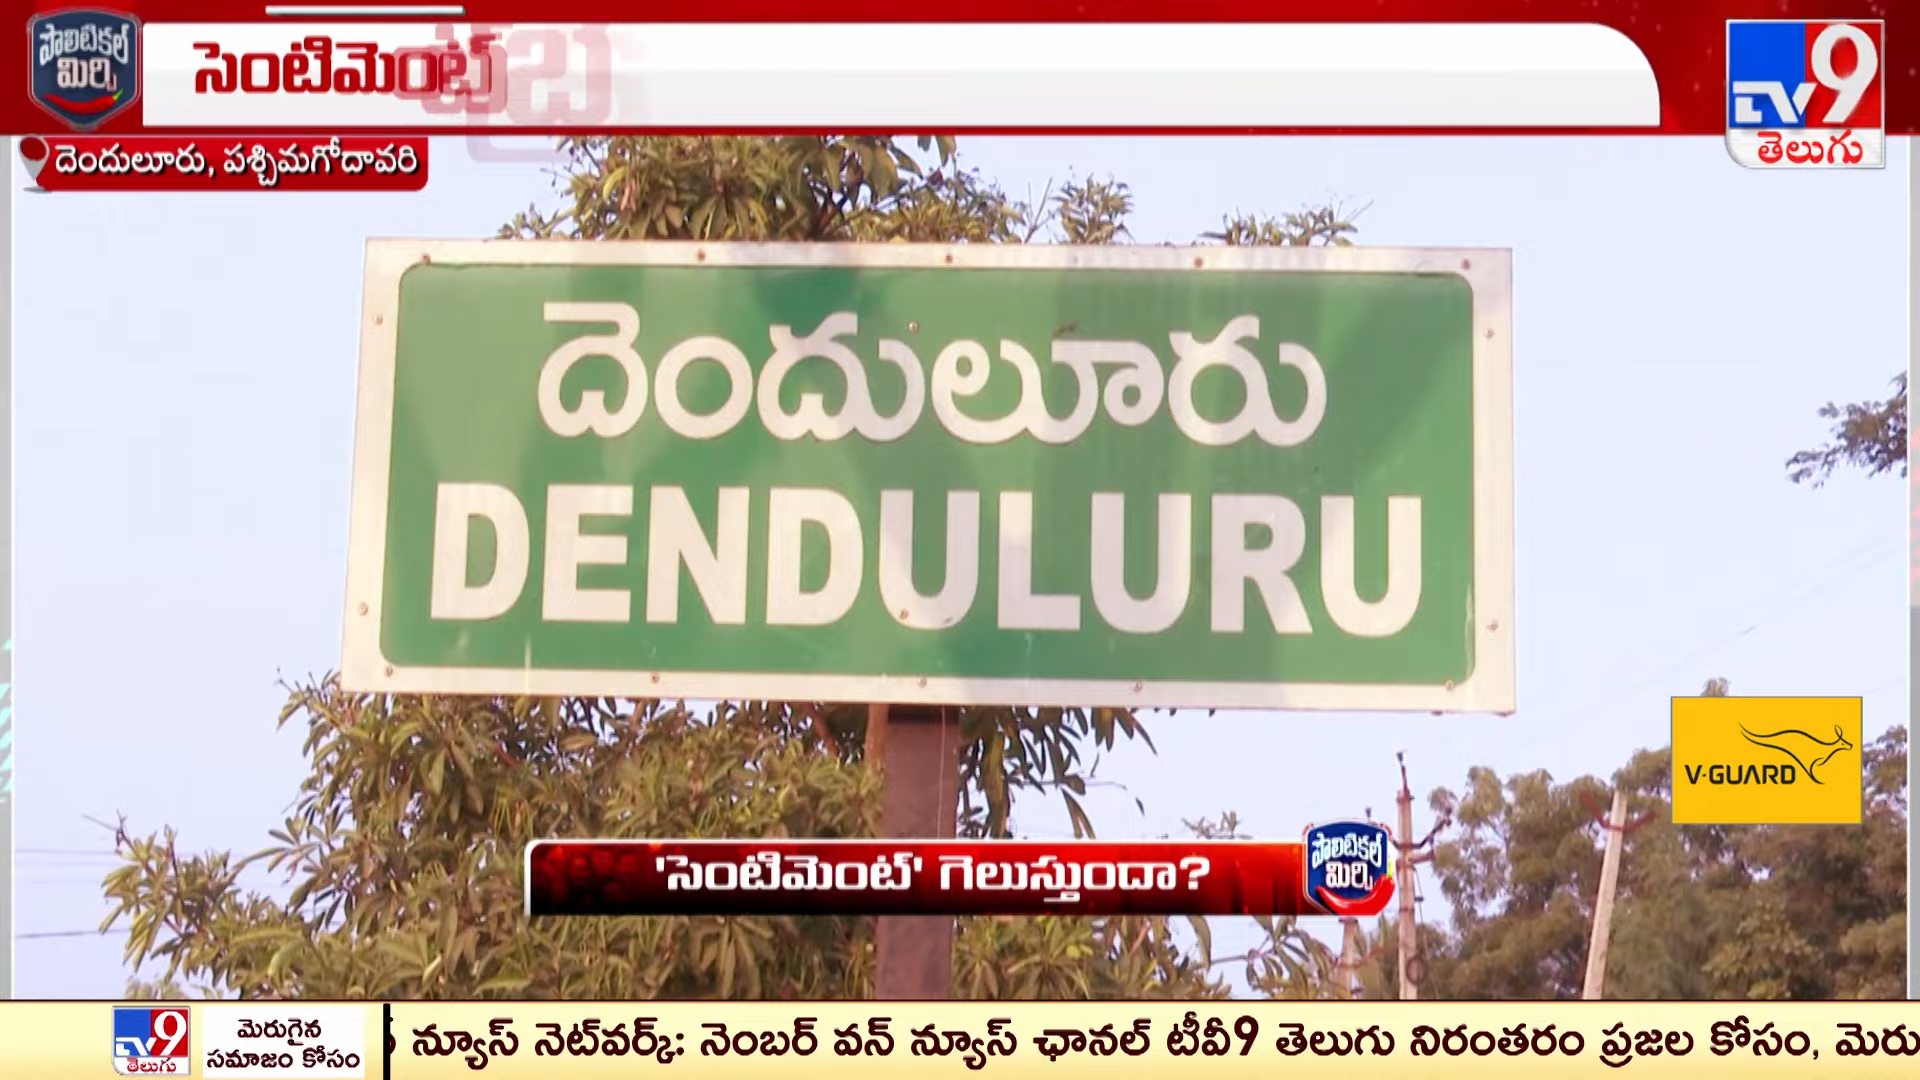 పొలిటికల్ మిర్చి
సెంటిమెంట్
TV9 తెలుగు
దెందులూరు, పశ్చిమగోదావరి
దెందులూరు
DENDULURU
V-GUARD
'సెంటిమెంట్' గెలుస్తుందా?
పొలిటికల్ మిర్చి
TV9 తెలుగు
మెరుగైన
సమాజం కోసం
న్యూస్ నెట్‌వర్క్: నెంబర్ వన్ న్యూస్ ఛానల్ టీవీ9 తెలుగు నిరంతరం ప్రజల కోసం,